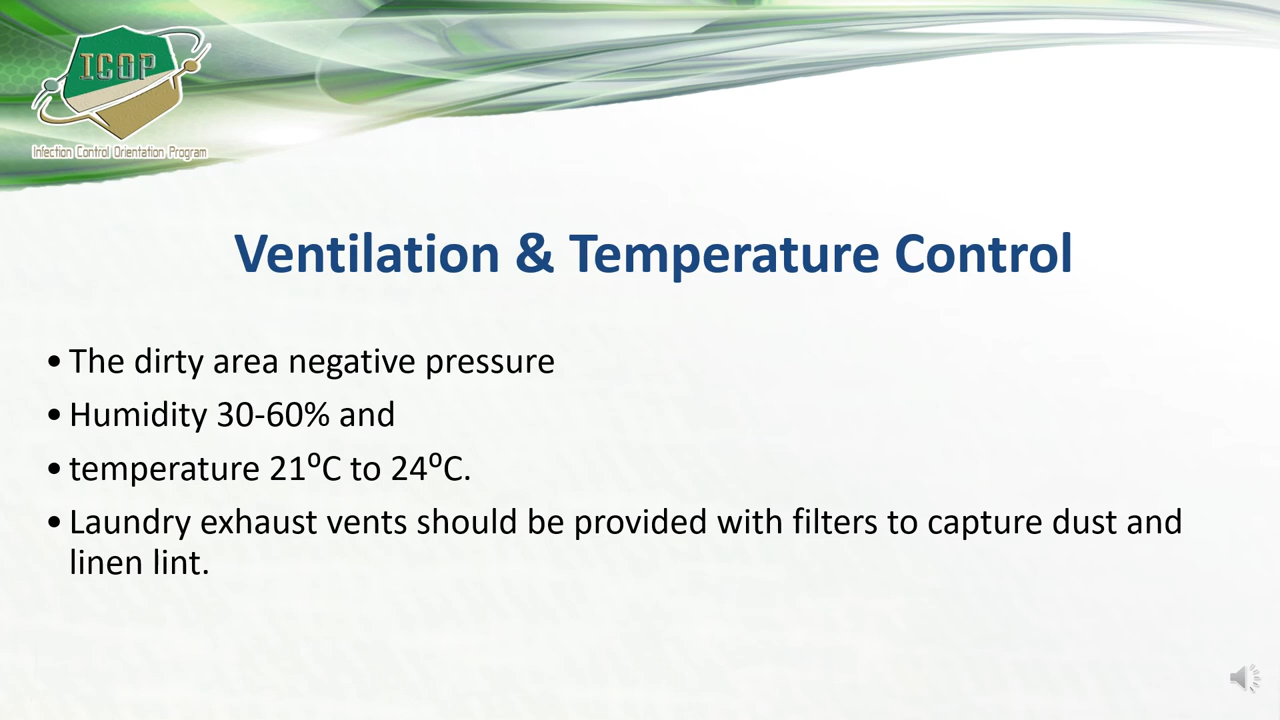 ICOP
Infection Control Orientation Program
Ventilation & Temperature Control
• The dirty area negative pressure
• Humidity 30-60% and
• temperature 21⁰C to 24⁰C.
• Laundry exhaust vents should be provided with filters to capture dust and
linen lint.